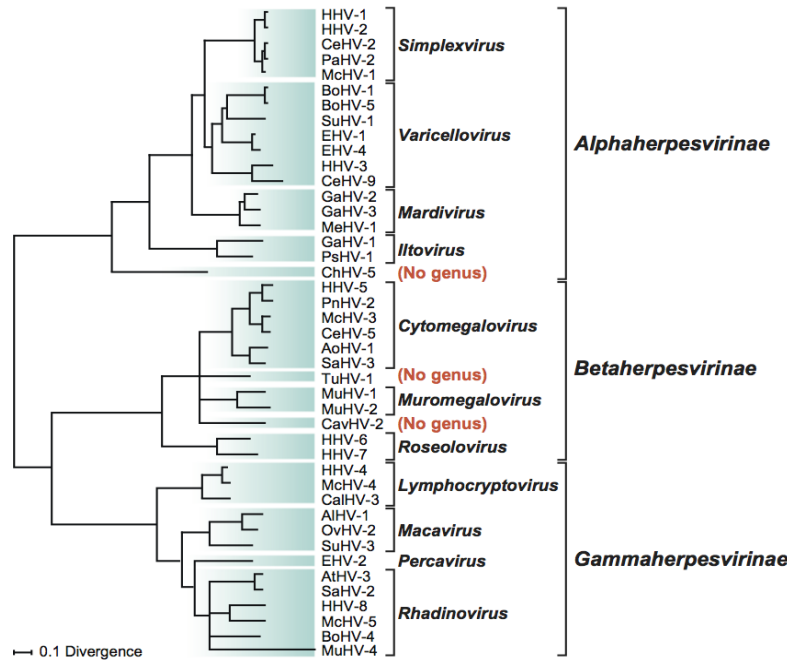 HHV-1
HHV-2
CeHV-2
PaHV-2
McHV-1
Simplexvirus
BoHV-1
BoHV-5
SuHV-1
EHV-1
EHV-4
HHV-3
CeHV-9
Varicellovirus
GaHV-2
GaHV-3
MeHV-1
Mardivirus
GaHV-1
PsHV-1
Iltovirus
ChHV-5
(No genus)
Alphaherpesvirinae
HHV-5
PnHV-2
McHV-3
CeHV-5
AoHV-1
SaHV-3
Cytomegalovirus
TuHV-1
(No genus)
MuHV-1
MuHV-2
Muromegalovirus
CavHV-2
(No genus)
HHV-6
HHV-7
Roseolovirus
Betaherpesvirinae
HHV-4
McHV-4
CalHV-3
Lymphocryptovirus
AlHV-1
OvHV-2
SuHV-3
Macavirus
EHV-2
Percavirus
AtHV-3
SaHV-2
HHV-8
McHV-5
BoHV-4
MuHV-4
Rhadinovirus
Gammaherpesvirinae
0.1 Divergence